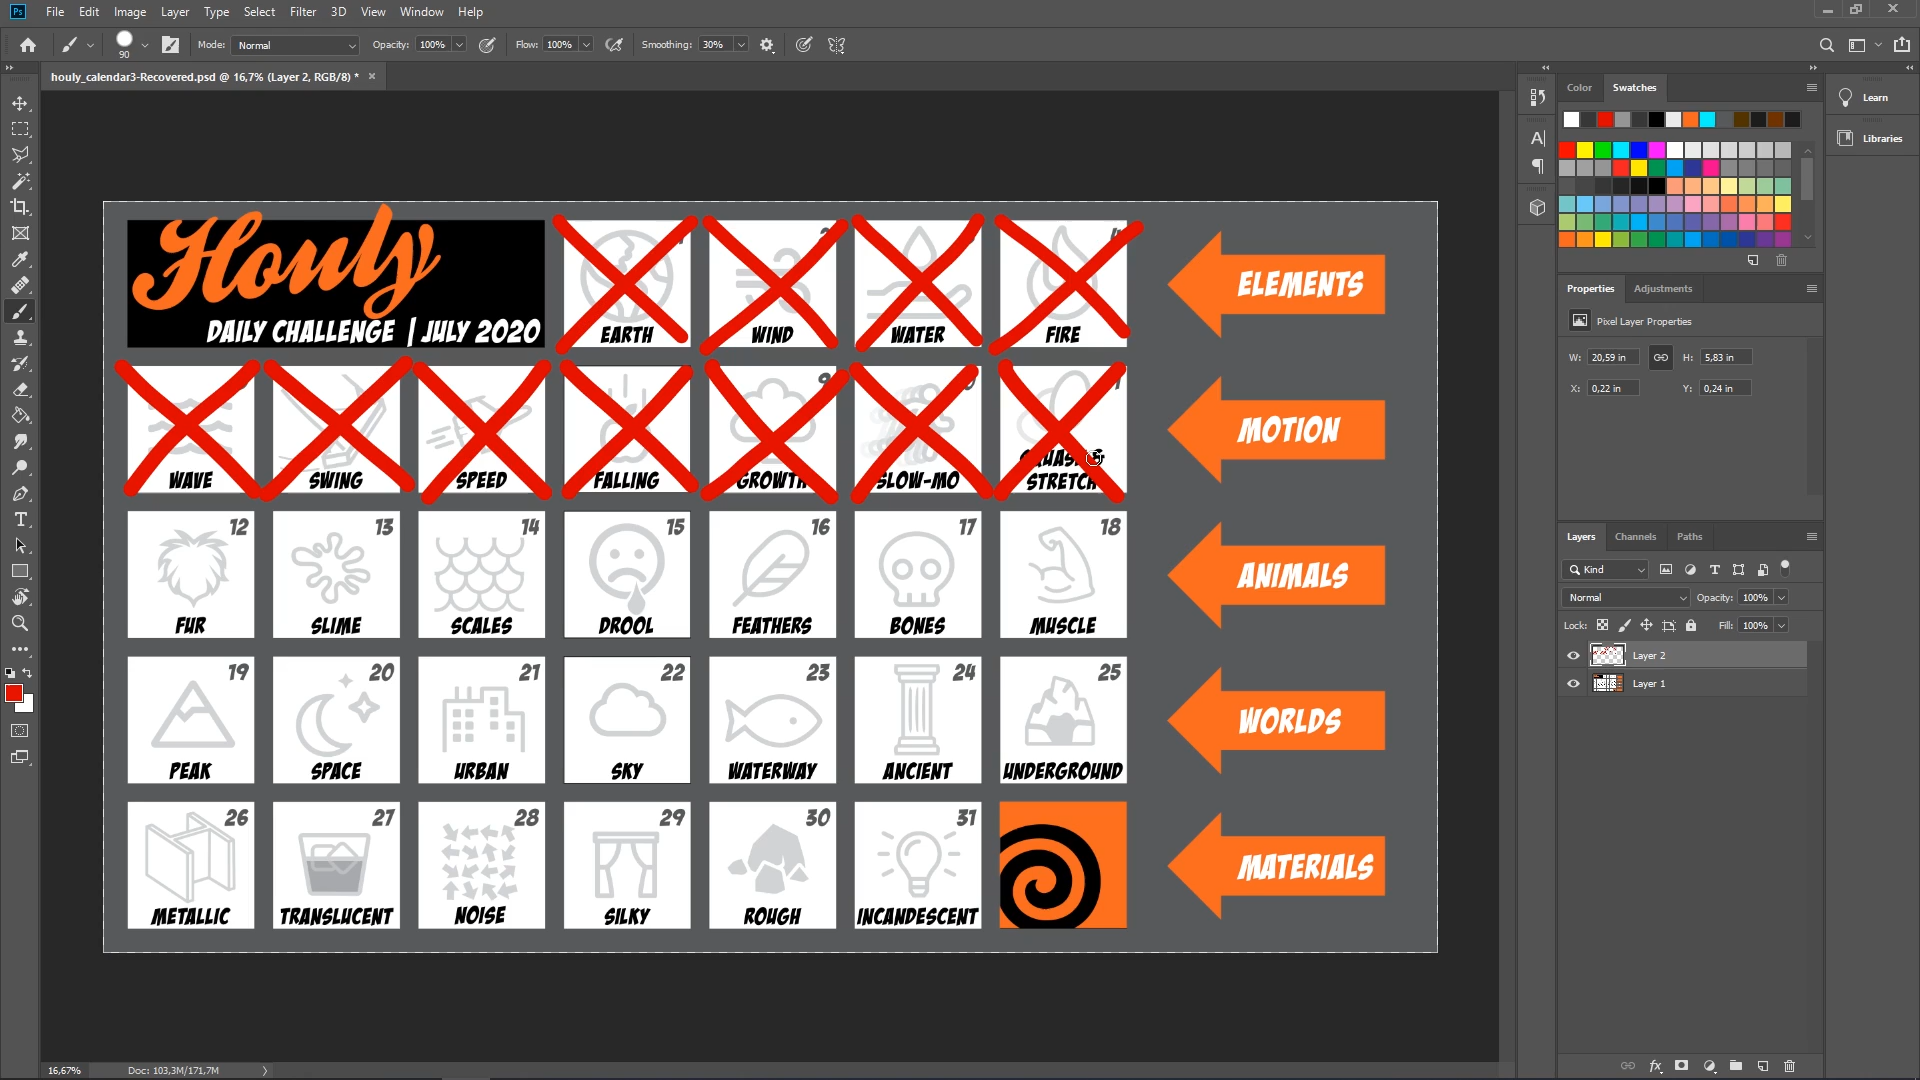 Ps File Edit Image Layer Type Select Filter 3D View Window Help
90 Mode: Normal Opacity: 100% Flow: 100% Smoothing: 30%
houly_calendar3-Recovered.psd @ 16,7% (Layer 2, RGB/8) * ×
Houly
DAILY CHALLENGE | JULY 2020
EARTH
WIND
WATER
FIRE
ELEMENTS
WAVE
SWING
SPEED
FALLING
GROWTH
SLOW-MO
SQUASH &
STRETCH
MOTION
12 FUR
13 SLIME
14 SCALES
15 DROOL
16 FEATHERS
17 BONES
18 MUSCLE
ANIMALS
19 PEAK
20 SPACE
21 URBAN
22 SKY
23 WATERWAY
24 ANCIENT
25 UNDERGROUND
WORLDS
26 METALLIC
27 TRANSLUCENT
28 NOISE
29 SILKY
30 ROUGH
31 INCANDESCENT
MATERIALS
16,67% Doc: 103,3M/171,7M
Color Swatches
Learn
Libraries
Properties Adjustments
Pixel Layer Properties
W: 20,59 in H: 5,83 in
X: 0,22 in Y: 0,24 in
Layers Channels Paths
Kind
Normal Opacity: 100%
Lock: Fill: 100%
Layer 2
Layer 1